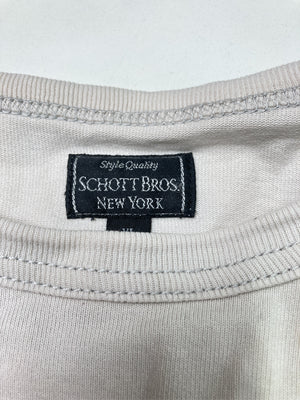 Style Quality
SCHOTT BROS.
NEW YORK